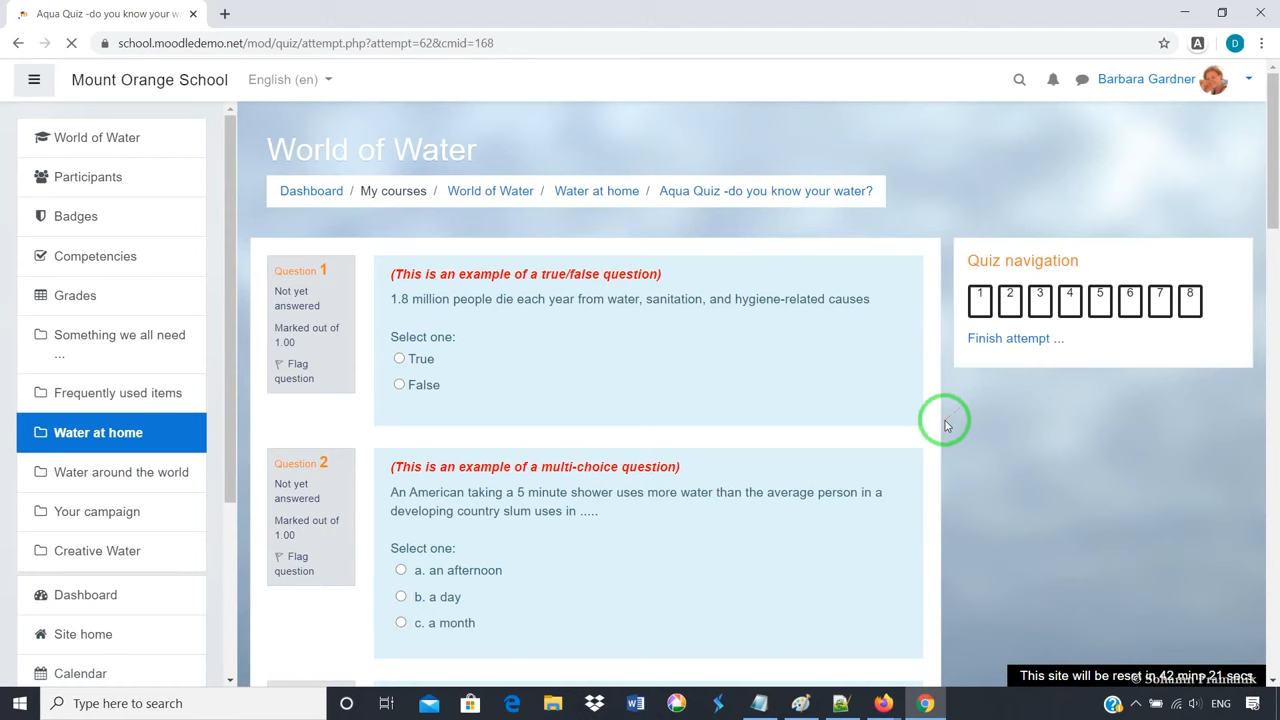 Aqua Quiz -do you know your wa
school.moodledemo.net/mod/quiz/attempt.php?attempt=62&cmid=168
A
D
Mount Orange School
English (en)
Barbara Gardner
World of Water
Participants
Badges
Competencies
Grades
Something we all need
...
Frequently used items
Water at home
Water around the world
Your campaign
Creative Water
Dashboard
Site home
Calendar
World of Water
Dashboard / My courses / World of Water / Water at home / Aqua Quiz -do you know your water?
Question 1
Not yet
answered
Marked out of
1.00
Flag
question
(This is an example of a true/false question)
1.8 million people die each year from water, sanitation, and hygiene-related causes
Select one:
True
False
Question 2
Not yet
answered
Marked out of
1.00
Flag
question
(This is an example of a multi-choice question)
An American taking a 5 minute shower uses more water than the average person in a
developing country slum uses in .....
Select one:
a. an afternoon
b. a day
c. a month
Quiz navigation
1 2 3 4 5 6 7 8
Finish attempt ...
This site will be reset in 42 mins 21 secs
Type here to search
ENG